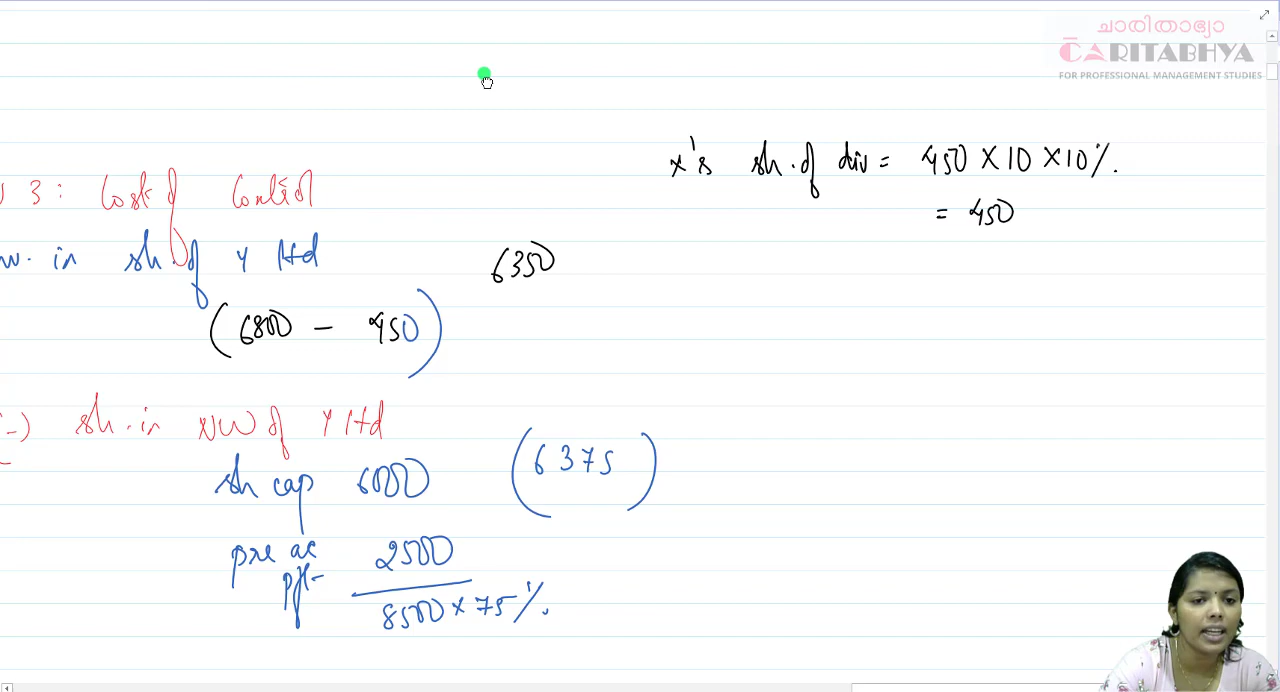 ചാരിതാഭ്യാ
CARITABHYA
FOR PROFESSIONAL MANAGEMENT STUDIES
x's sh. of div = 450 × 10 × 10%.
= 450
3: Cost of Control
in sh. of Y ltd 6350
(6800 - 450)
(-) sh. in NW of Y ltd
sh cap 6000 (6375)
pre ac pft- 2500
8500 × 75%.